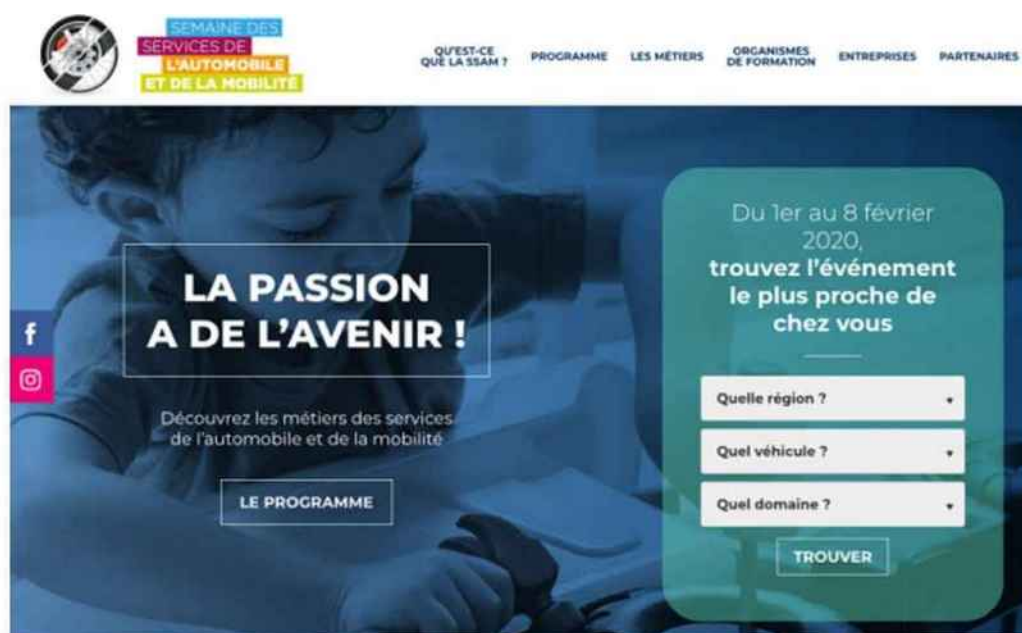 SEMAINE DES
SERVICES DE
L'AUTOMOBILE
ET DE LA MOBILITÉ
QU'EST-CE
QUE LA SSAM ?
PROGRAMME
LES MÉTIERS
ORGANISMES
DE FORMATION
ENTREPRISES
PARTENAIRES
LA PASSION
A DE L'AVENIR !
Découvrez les métiers des services
de l'automobile et de la mobilité
LE PROGRAMME
Du 1er au 8 février
2020,
trouvez l'événement
le plus proche de
chez vous
Quelle région ?
Quel véhicule ?
Quel domaine ?
TROUVER